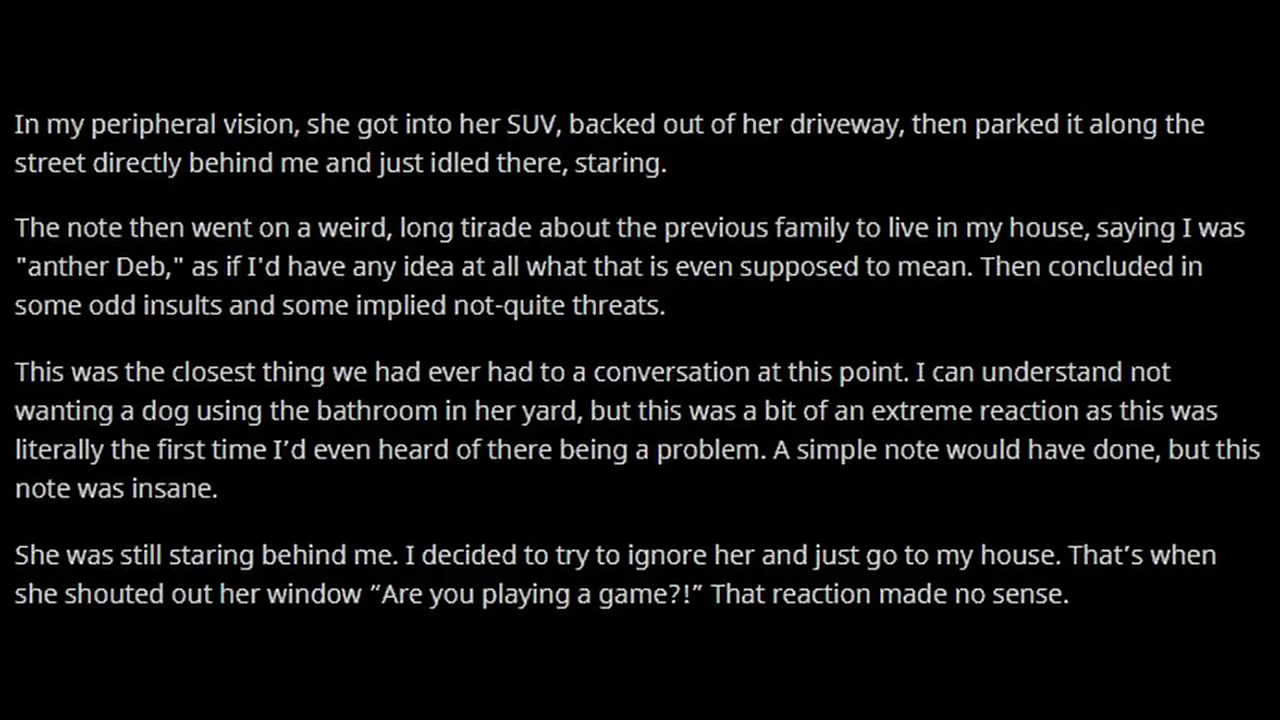 In my peripheral vision, she got into her SUV, backed out of her driveway, then parked it along the
street directly behind me and just idled there, staring.
The note then went on a weird, long tirade about the previous family to live in my house, saying I was
"anther Deb," as if I'd have any idea at all what that is even supposed to mean. Then concluded in
some odd insults and some implied not-quite threats.
This was the closest thing we had ever had to a conversation at this point. I can understand not
wanting a dog using the bathroom in her yard, but this was a bit of an extreme reaction as this was
literally the first time I’d even heard of there being a problem. A simple note would have done, but this
note was insane.
She was still staring behind me. I decided to try to ignore her and just go to my house. That’s when
she shouted out her window “Are you playing a game?!” That reaction made no sense.